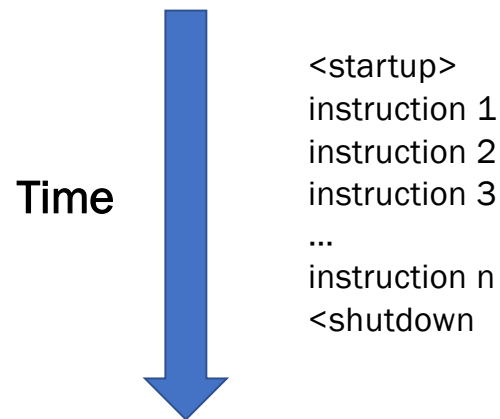 Time
<startup>
instruction 1
instruction 2
instruction 3
...
instruction n
<shutdown